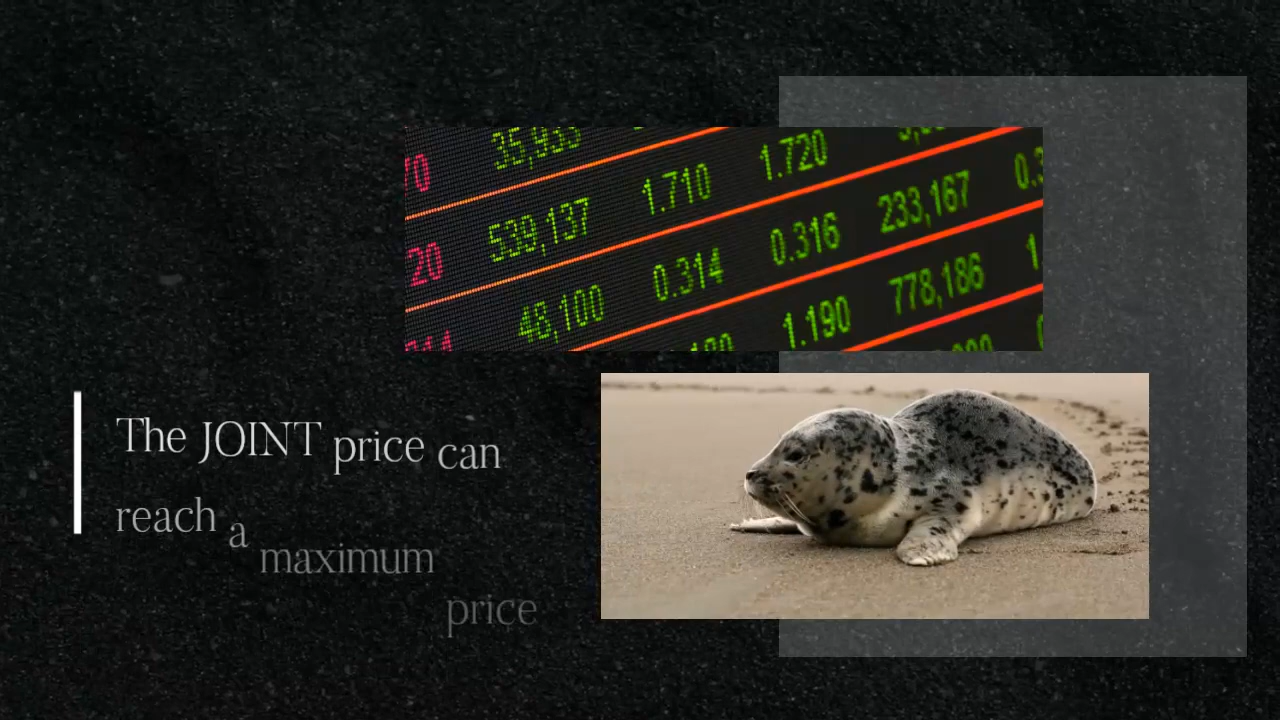 35,933
70 539,137 1.710 1.720
20 48,100 0.314 0.316 233,167
1.190 778,186
The JOINT price can
reach a maximum
price